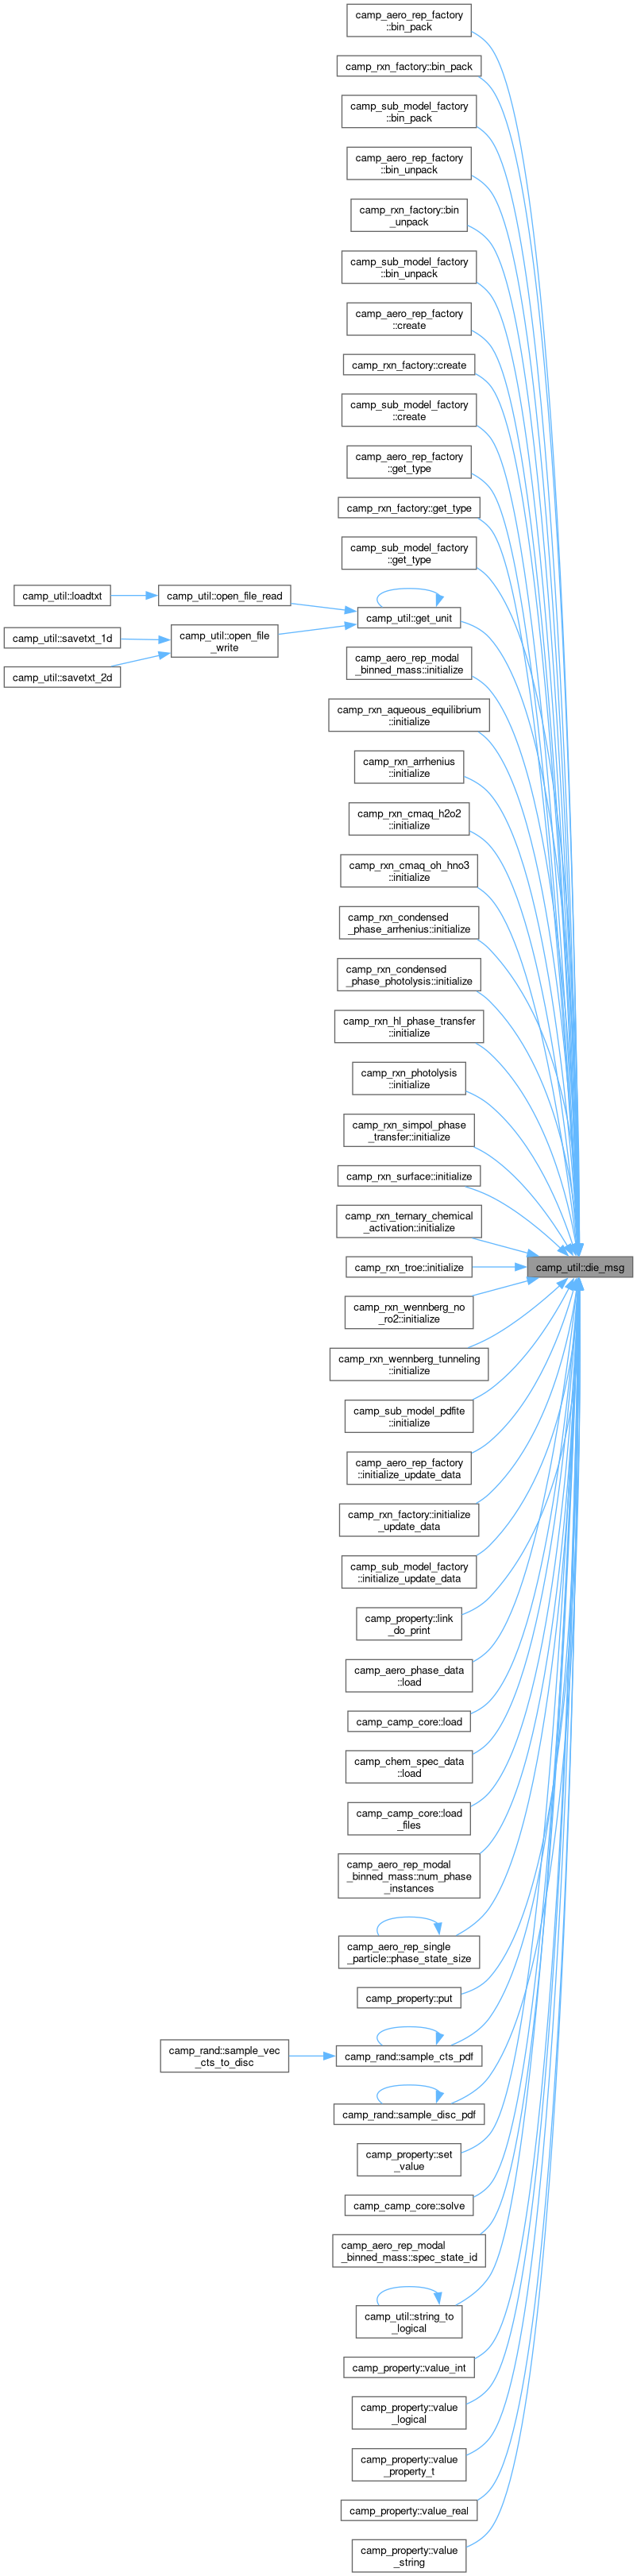 camp_aero_rep_factory
::bin_pack
camp_rxn_factory::bin_pack
camp_sub_model_factory
::bin_pack
camp_aero_rep_factory
::bin_unpack
camp_rxn_factory::bin
_unpack
camp_sub_model_factory
::bin_unpack
camp_aero_rep_factory
::create
camp_rxn_factory::create
camp_sub_model_factory
::create
camp_aero_rep_factory
::get_type
camp_rxn_factory::get_type
camp_sub_model_factory
::get_type
camp_util::loadtxt
camp_util::open_file_read
camp_util::get_unit
camp_util::savetxt_1d
camp_util::open_file
_write
camp_util::savetxt_2d
camp_aero_rep_modal
_binned_mass::initialize
camp_rxn_aqueous_equilibrium
::initialize
camp_rxn_arrhenius
::initialize
camp_rxn_cmaq_h2o2
::initialize
camp_rxn_cmaq_oh_hno3
::initialize
camp_rxn_condensed
_phase_arrhenius::initialize
camp_rxn_condensed
_phase_photolysis::initialize
camp_rxn_hl_phase_transfer
::initialize
camp_rxn_photolysis
::initialize
camp_rxn_simpol_phase
_transfer::initialize
camp_rxn_surface::initialize
camp_rxn_ternary_chemical
_activation::initialize
camp_rxn_troe::initialize
camp_util::die_msg
camp_rxn_wennberg_no
_ro2::initialize
camp_rxn_wennberg_tunneling
::initialize
camp_sub_model_pdfite
::initialize
camp_aero_rep_factory
::initialize_update_data
camp_rxn_factory::initialize
_update_data
camp_sub_model_factory
::initialize_update_data
camp_property::link
_do_print
camp_aero_phase_data
::load
camp_camp_core::load
camp_chem_spec_data
::load
camp_camp_core::load
_files
camp_aero_rep_modal
_binned_mass::num_phase
_instances
camp_aero_rep_single
_particle::phase_state_size
camp_property::put
camp_rand::sample_vec
_cts_to_disc
camp_rand::sample_cts_pdf
camp_rand::sample_disc_pdf
camp_property::set
_value
camp_camp_core::solve
camp_aero_rep_modal
_binned_mass::spec_state_id
camp_util::string_to
_logical
camp_property::value_int
camp_property::value
_logical
camp_property::value
_property_t
camp_property::value_real
camp_property::value
_string